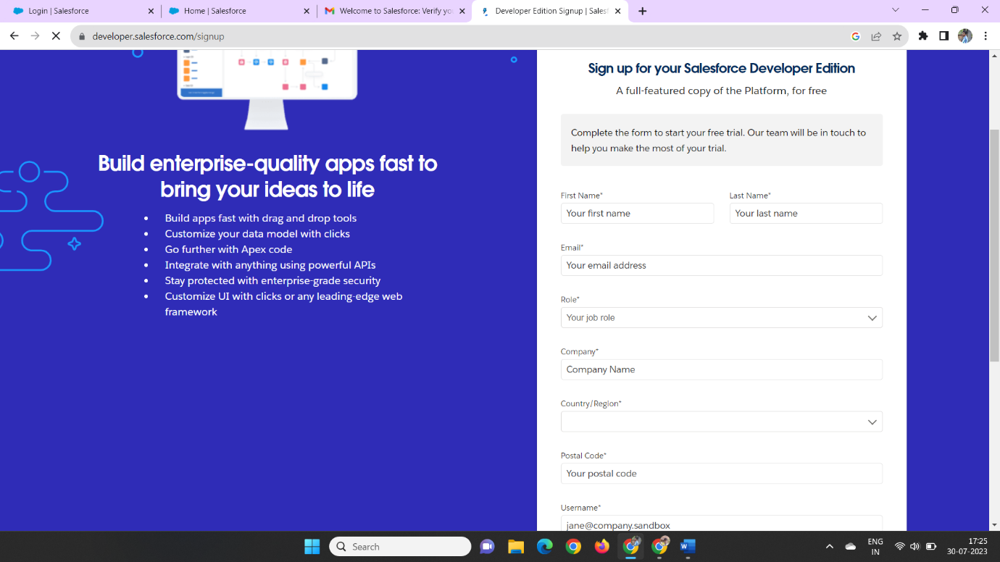 Login | Salesforce
Home | Salesforce
Welcome to Salesforce: Verify yo
Developer Edition Signup | Sales
developer.salesforce.com/signup
Sign up for your Salesforce Developer Edition
A full-featured copy of the Platform, for free
Complete the form to start your free trial. Our team will be in touch to
help you make the most of your trial.
Build enterprise-quality apps fast to
bring your ideas to life
• Build apps fast with drag and drop tools
• Customize your data model with clicks
• Go further with Apex code
• Integrate with anything using powerful APIs
• Stay protected with enterprise-grade security
• Customize UI with clicks or any leading-edge web
framework
First Name* Last Name*
Your first name Your last name
Email*
Your email address
Role*
Your job role
Company*
Company Name
Country/Region*
Postal Code*
Your postal code
Username*
jane@company.sandbox
Search
ENG
IN
17:25
30-07-2023